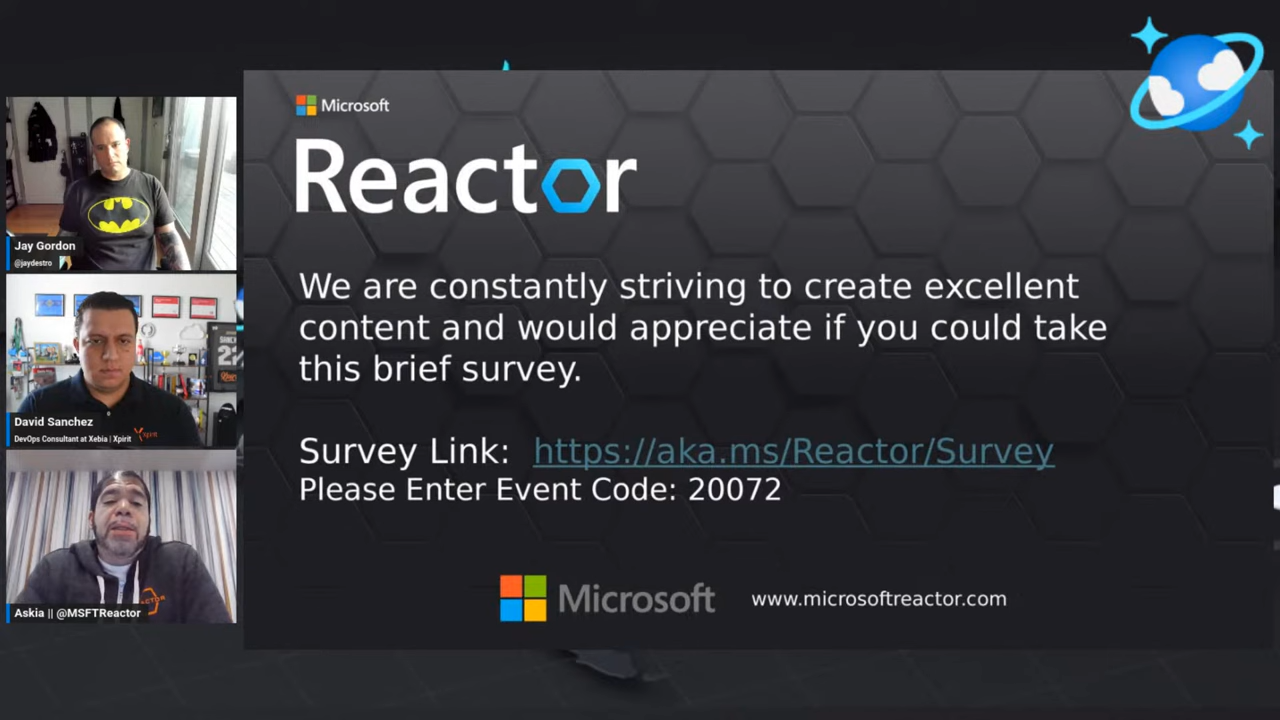 Microsoft
Reactor
We are constantly striving to create excellent
content and would appreciate if you could take
this brief survey.
Survey Link: https://aka.ms/Reactor/Survey
Please Enter Event Code: 20072
Microsoft
www.microsoftreactor.com
Jay Gordon
@jaydestro
David Sanchez
DevOps Consultant at Xebia | Xpirit
Xpirit
Askia || @MSFTReactor